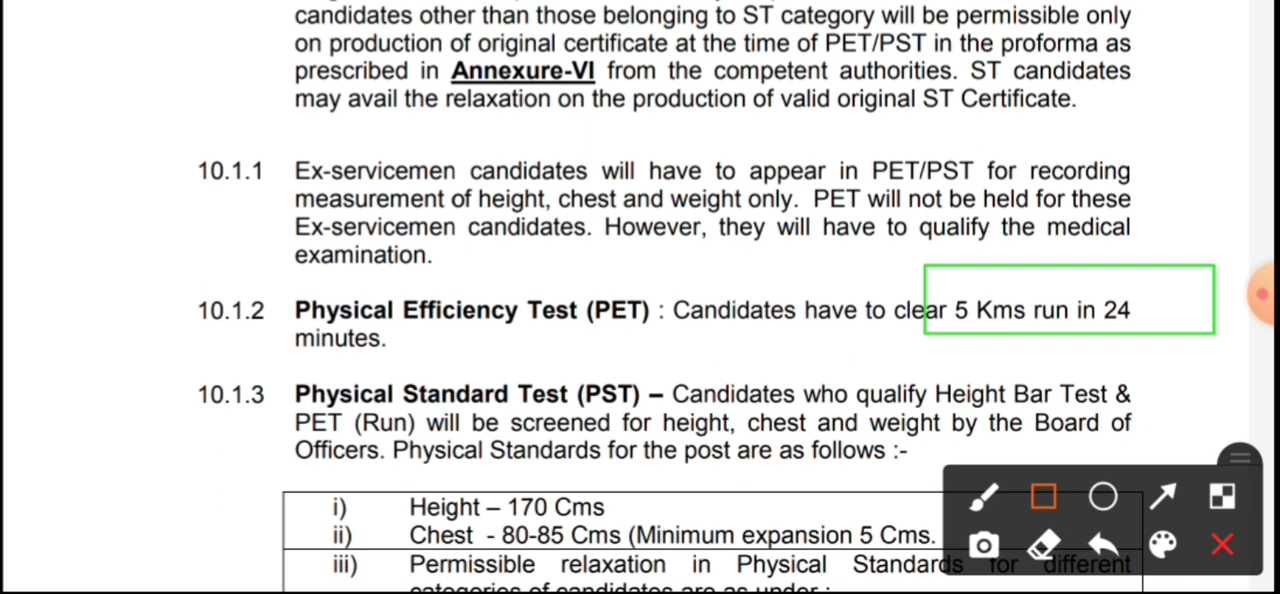 candidates other than those belonging to ST category will be permissible only
on production of original certificate at the time of PET/PST in the proforma as
prescribed in Annexure-VI from the competent authorities. ST candidates
may avail the relaxation on the production of valid original ST Certificate.
10.1.1 Ex-servicemen candidates will have to appear in PET/PST for recording
measurement of height, chest and weight only. PET will not be held for these
Ex-servicemen candidates. However, they will have to qualify the medical
examination.
10.1.2 Physical Efficiency Test (PET) : Candidates have to clear 5 Kms run in 24
minutes.
10.1.3 Physical Standard Test (PST) – Candidates who qualify Height Bar Test &
PET (Run) will be screened for height, chest and weight by the Board of
Officers. Physical Standards for the post are as follows :-
i) Height – 170 Cms
ii) Chest - 80-85 Cms (Minimum expansion 5 Cms.
iii) Permissible relaxation in Physical Standards for different
categories of candidates are as under :